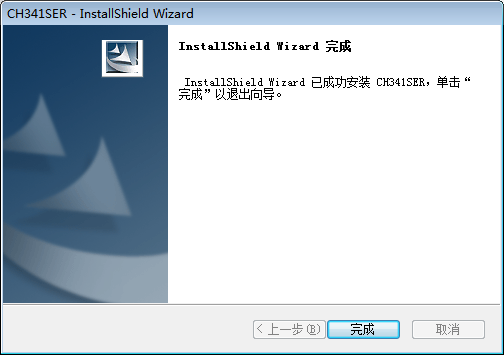 CH341SER - InstallShield Wizard
InstallShield Wizard 完成
InstallShield Wizard 已成功安装 CH341SER，单击“
完成”以退出向导。
< 上一步(B)
完成
取消